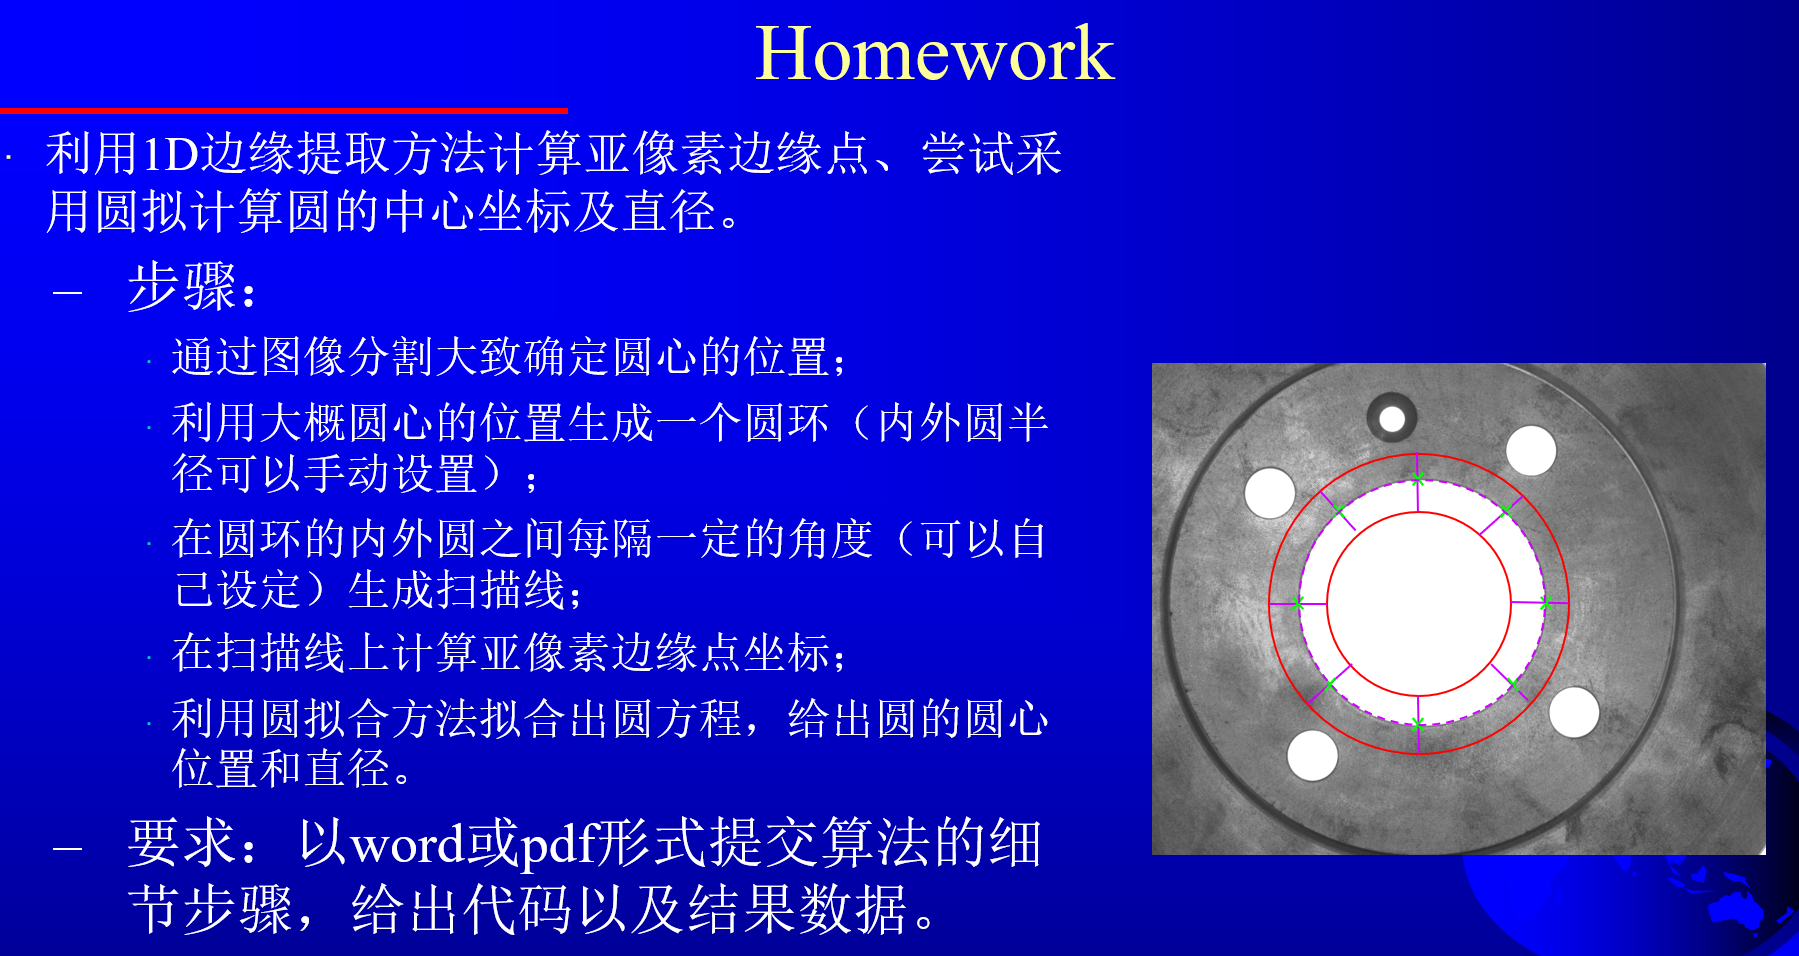 Homework
· 利用1D边缘提取方法计算亚像素边缘点、尝试采
用圆拟计算圆的中心坐标及直径。
– 步骤：
· 通过图像分割大致确定圆心的位置；
· 利用大概圆心的位置生成一个圆环（内外圆半
径可以手动设置）；
· 在圆环的内外圆之间每隔一定的角度（可以自
己设定）生成扫描线；
· 在扫描线上计算亚像素边缘点坐标；
· 利用圆拟合方法拟合出圆方程，给出圆的圆心
位置和直径。
– 要求：以word或pdf形式提交算法的细
节步骤，给出代码以及结果数据。